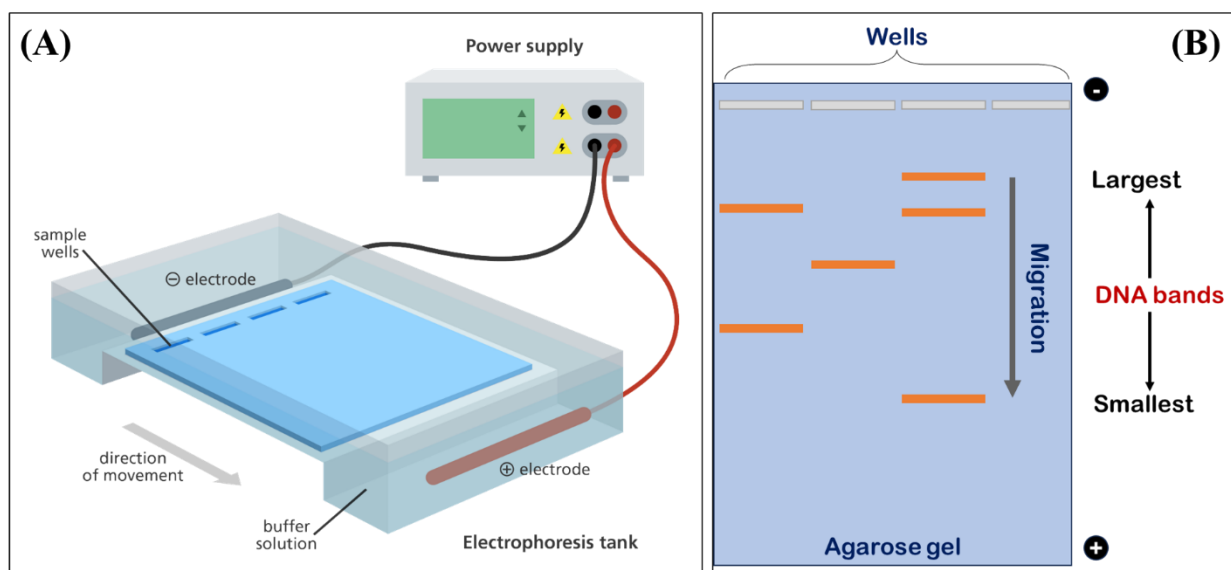 (A)
Power supply
sample
wells
⊖ electrode
direction
of movement
⊕ electrode
buffer
solution
Electrophoresis tank
(B)
Wells
-
Largest
Migration
DNA bands
Smallest
Agarose gel
+